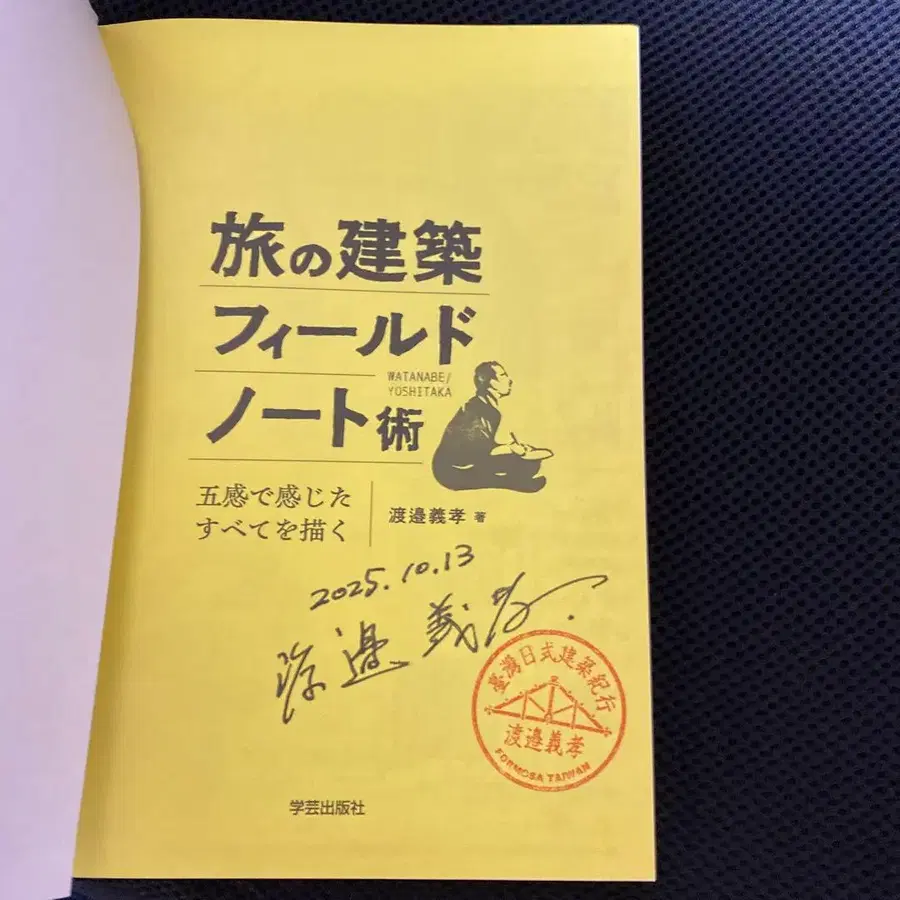 旅の建築
フィールド
ノート術
WATANABE/
YOSHITAKA
五感で感じた
すべてを描く
渡邉義孝 著
2025.10.13
渡邉義孝
臺灣日式建築紀行
渡邉義孝
FORMOSA TAIWAN
学芸出版社